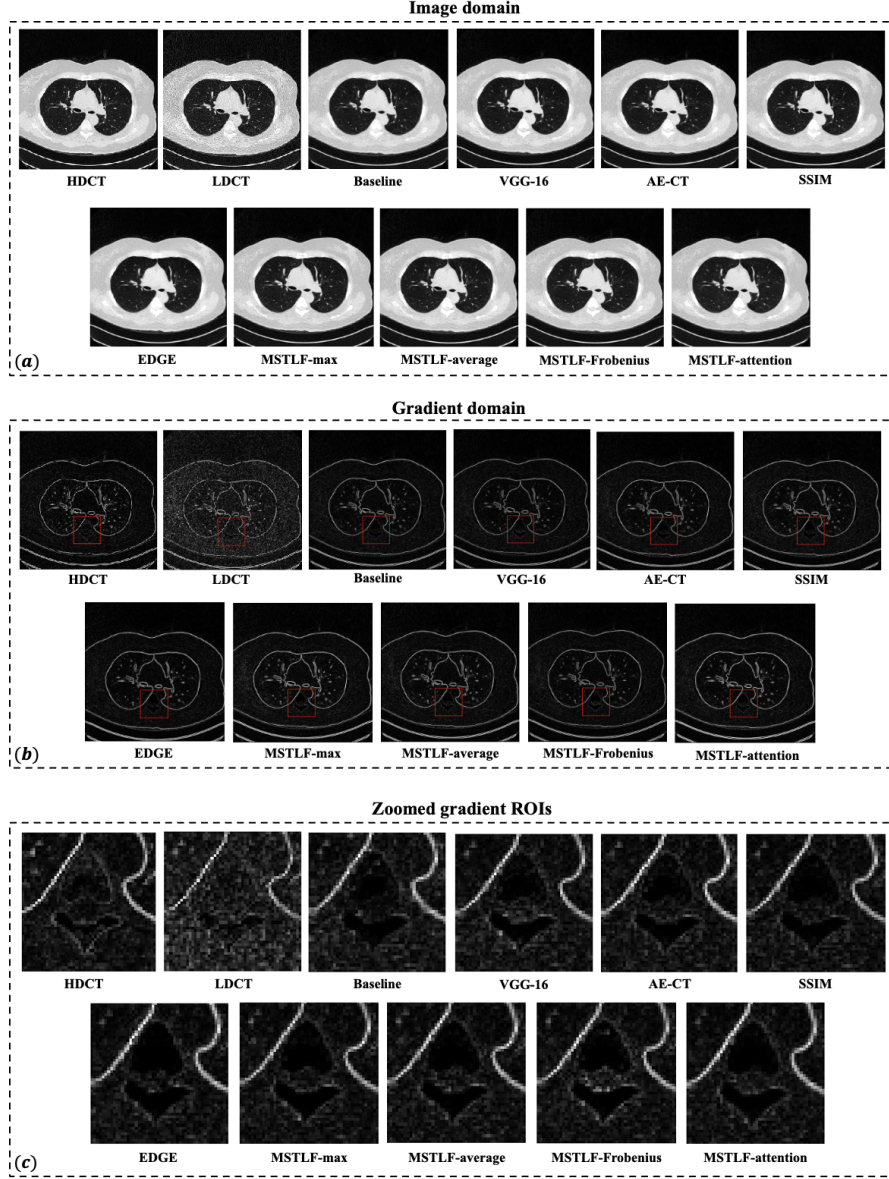 Image domain
HDCT LDCT Baseline VGG-16 AE-CT SSIM
EDGE MSTLF-max MSTLF-average MSTLF-Frobenius MSTLF-attention
(a)
Gradient domain
HDCT LDCT Baseline VGG-16 AE-CT SSIM
EDGE MSTLF-max MSTLF-average MSTLF-Frobenius MSTLF-attention
(b)
Zoomed gradient ROIs
HDCT LDCT Baseline VGG-16 AE-CT SSIM
EDGE MSTLF-max MSTLF-average MSTLF-Frobenius MSTLF-attention
(c)